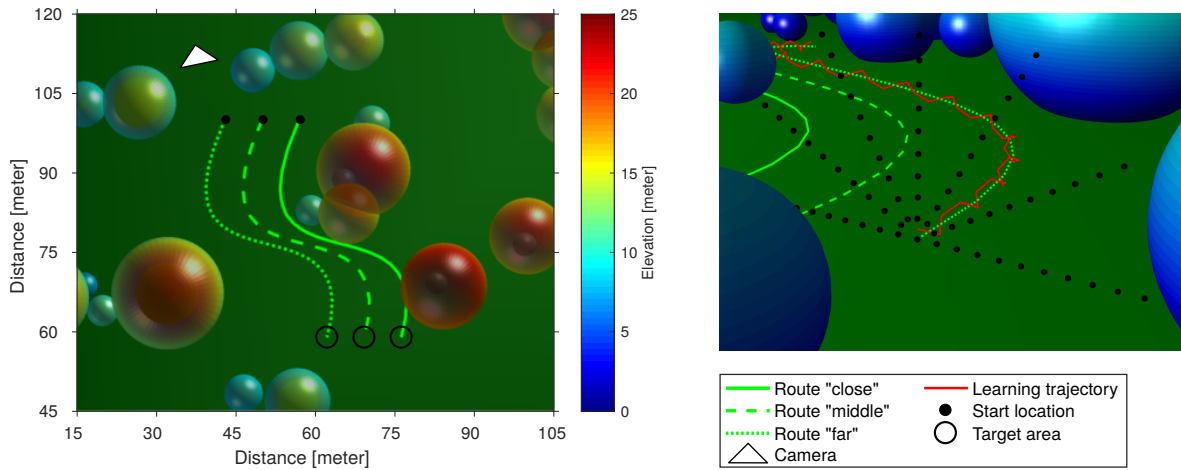 120
105
90
75
60
45
15
30
45
60
75
90
105
Distance [meter]
Distance [meter]
25
20
15
10
5
0
Elevation [meter]
Route "close"
Route "middle"
Route "far"
Camera
Learning trajectory
Start location
Target area